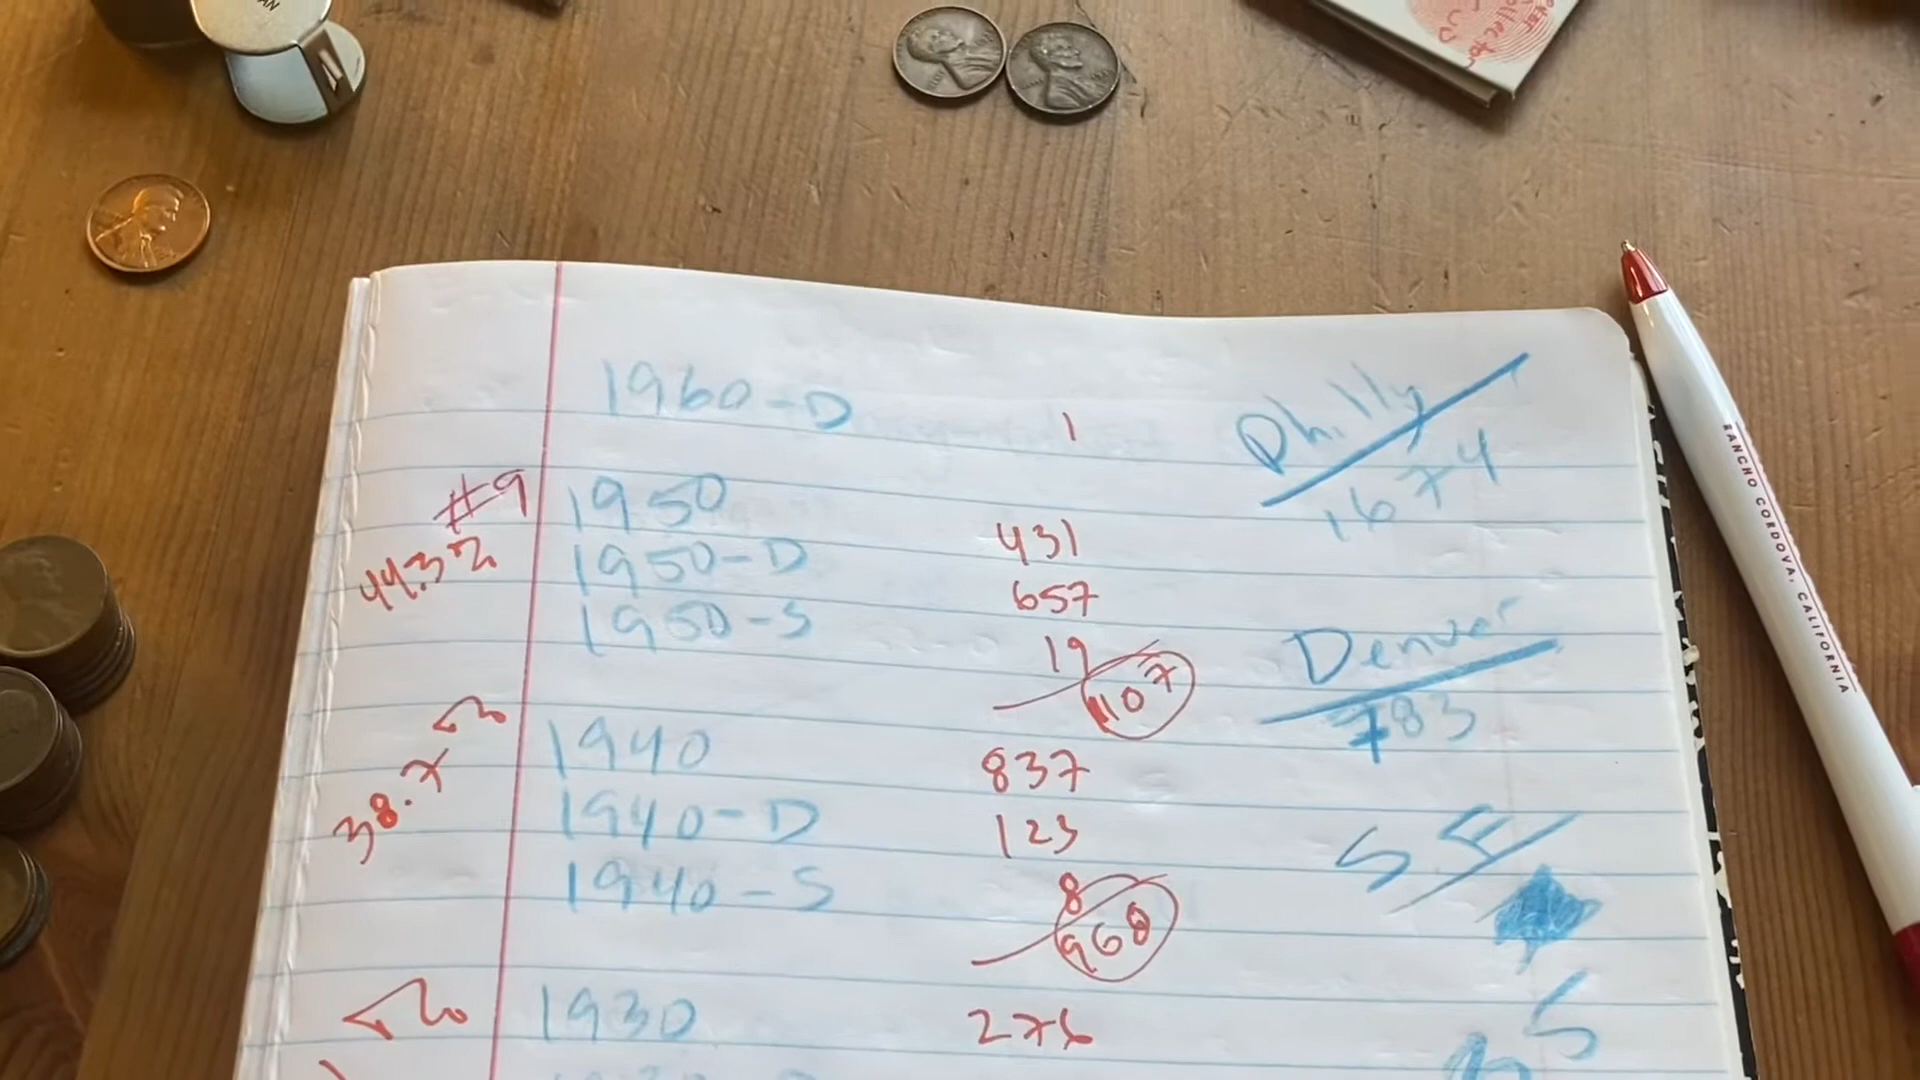 1960-D 1
#9 1950 431
44.3% 1950-D 657
1950-S 19
1107
38.7% 1940 837
1940-D 123
1940-S 8
968
1930 276
Philly
1674
Denver
783
SF
RANCHO CORDOVA, CALIFORNIA